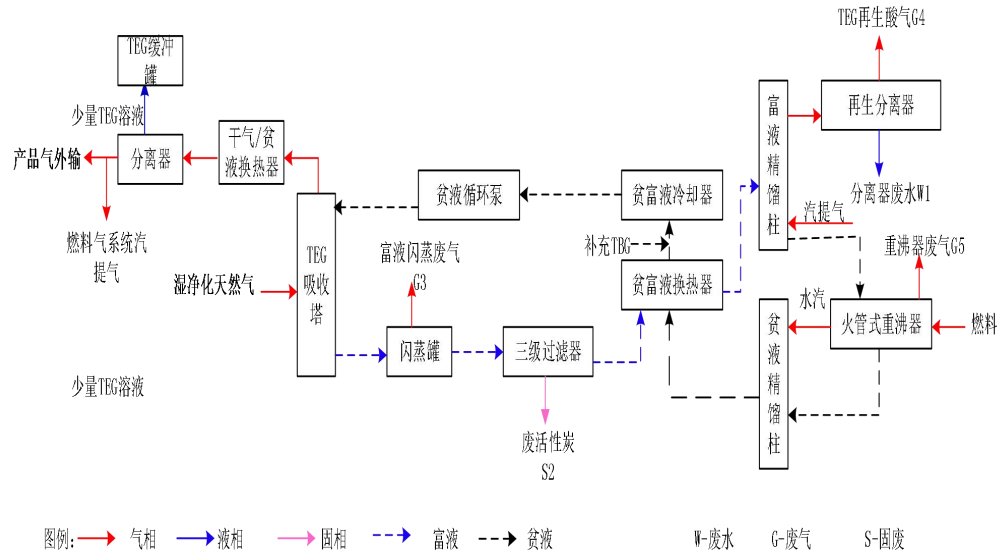 TEG再生酸气G4
TEG缓冲
罐
少量TEG溶液
产品气外输
分离器
干气/贫
液换热器
燃料气系统汽
提气
湿净化天然气
TEG
吸收
塔
贫液循环泵
贫富液冷却器
补充TBG
贫富液换热器
富液闪蒸废气
G3
闪蒸罐
三级过滤器
废活性炭
S2
富
液
精
馏
柱
再生分离器
分离器废水W1
汽提气
重沸器废气G5
水汽
火管式重沸器
燃料
贫
液
精
馏
柱
少量TEG溶液
图例: 气相 液相 固相 富液 贫液 W-废水 G-废气 S-固废